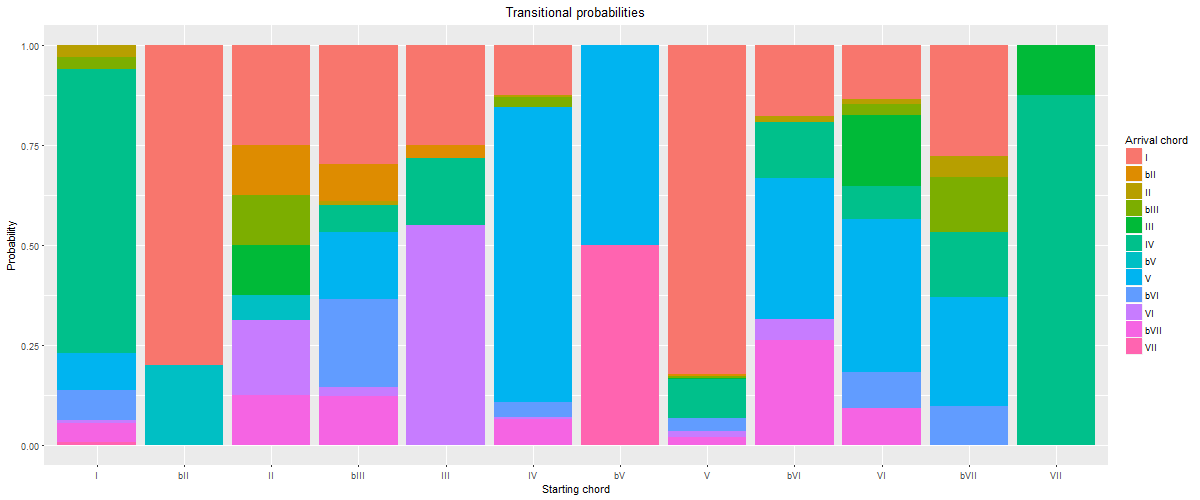 Transitional probabilities
1.00
0.75
0.50
0.25
0.00
Probability
I bII II bIII III IV bV V bVI VI bVII VII
Starting chord
Arrival chord
I
bII
II
bIII
III
IV
bV
V
bVI
VI
bVII
VII